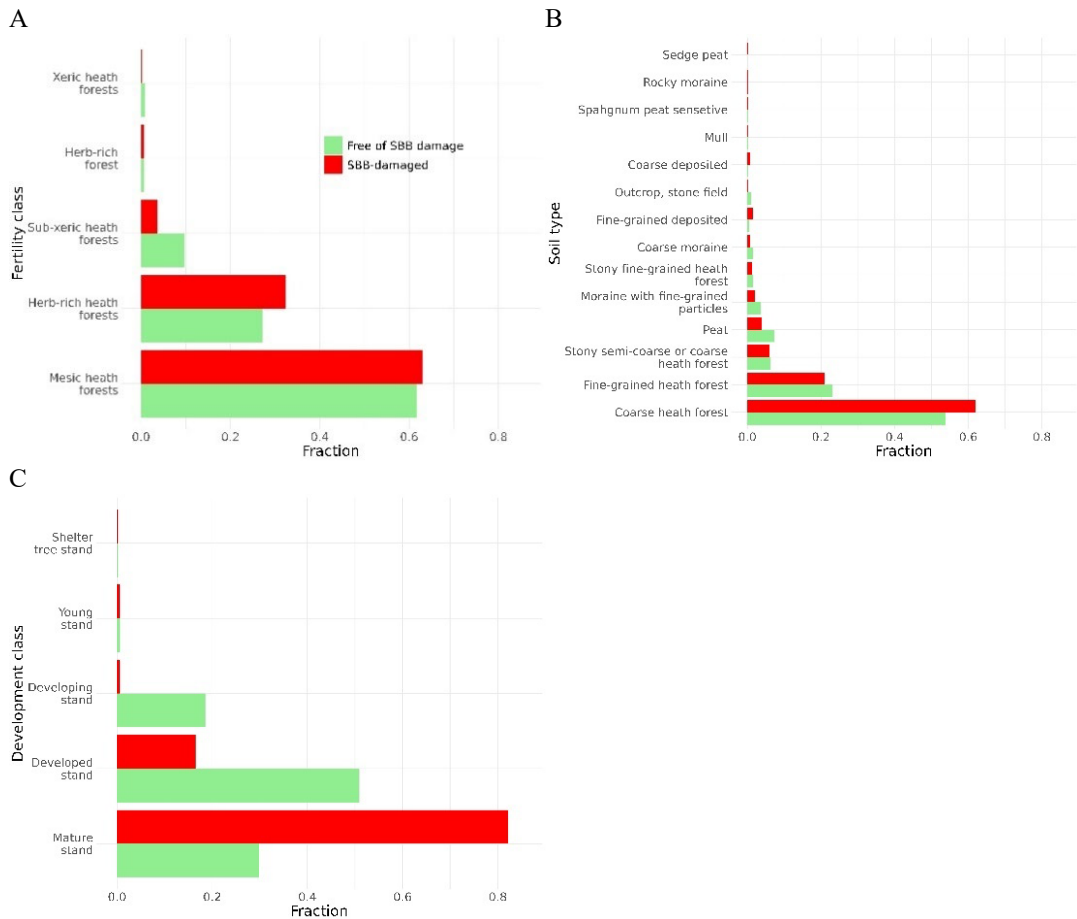 A
Xeric heath
forests
Herb-rich
forest
Sub-xeric heath
forests
Herb-rich heath
forests
Mesic heath
forests
Fertility class
Free of SBB damage
SBB-damaged
0.0 0.2 0.4 0.6 0.8
Fraction
B
Sedge peat
Rocky moraine
Spahgnum peat sensetive
Mull
Coarse deposited
Outcrop, stone field
Fine-grained deposited
Coarse moraine
Stony fine-grained heath
forest
Moraine with fine-grained
particles
Peat
Stony semi-coarse or coarse
heath forest
Fine-grained heath forest
Coarse heath forest
Soil type
0.0 0.2 0.4 0.6 0.8
Fraction
C
Shelter
tree stand
Young
stand
Developing
stand
Developed
stand
Mature
stand
Development class
0.0 0.2 0.4 0.6 0.8
Fraction